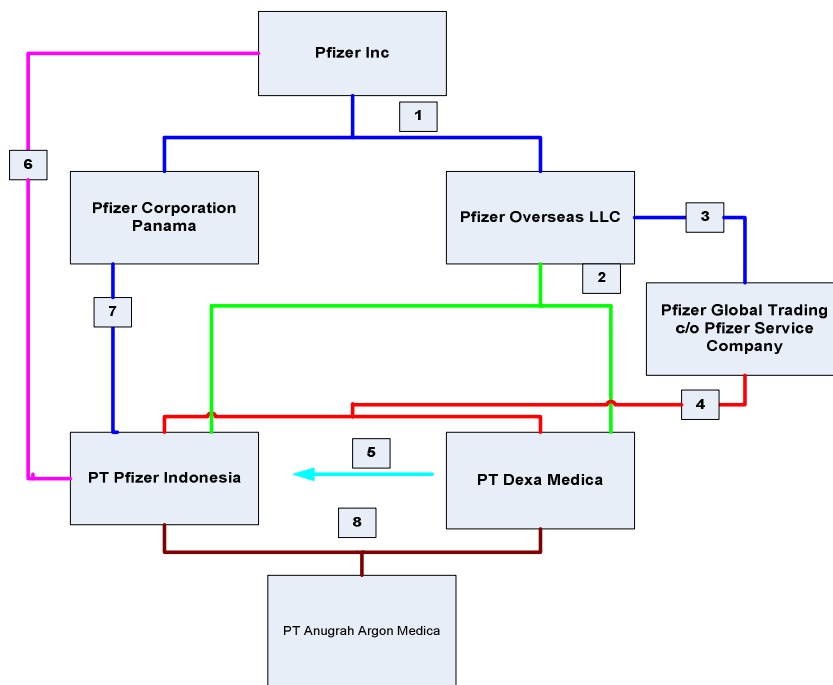 Pfizer Inc
1
6
Pfizer Corporation
Panama
Pfizer Overseas LLC
3
2
7
Pfizer Global Trading
c/o Pfizer Service
Company
4
PT Pfizer Indonesia
5
PT Dexa Medica
8
PT Anugrah Argon Medica